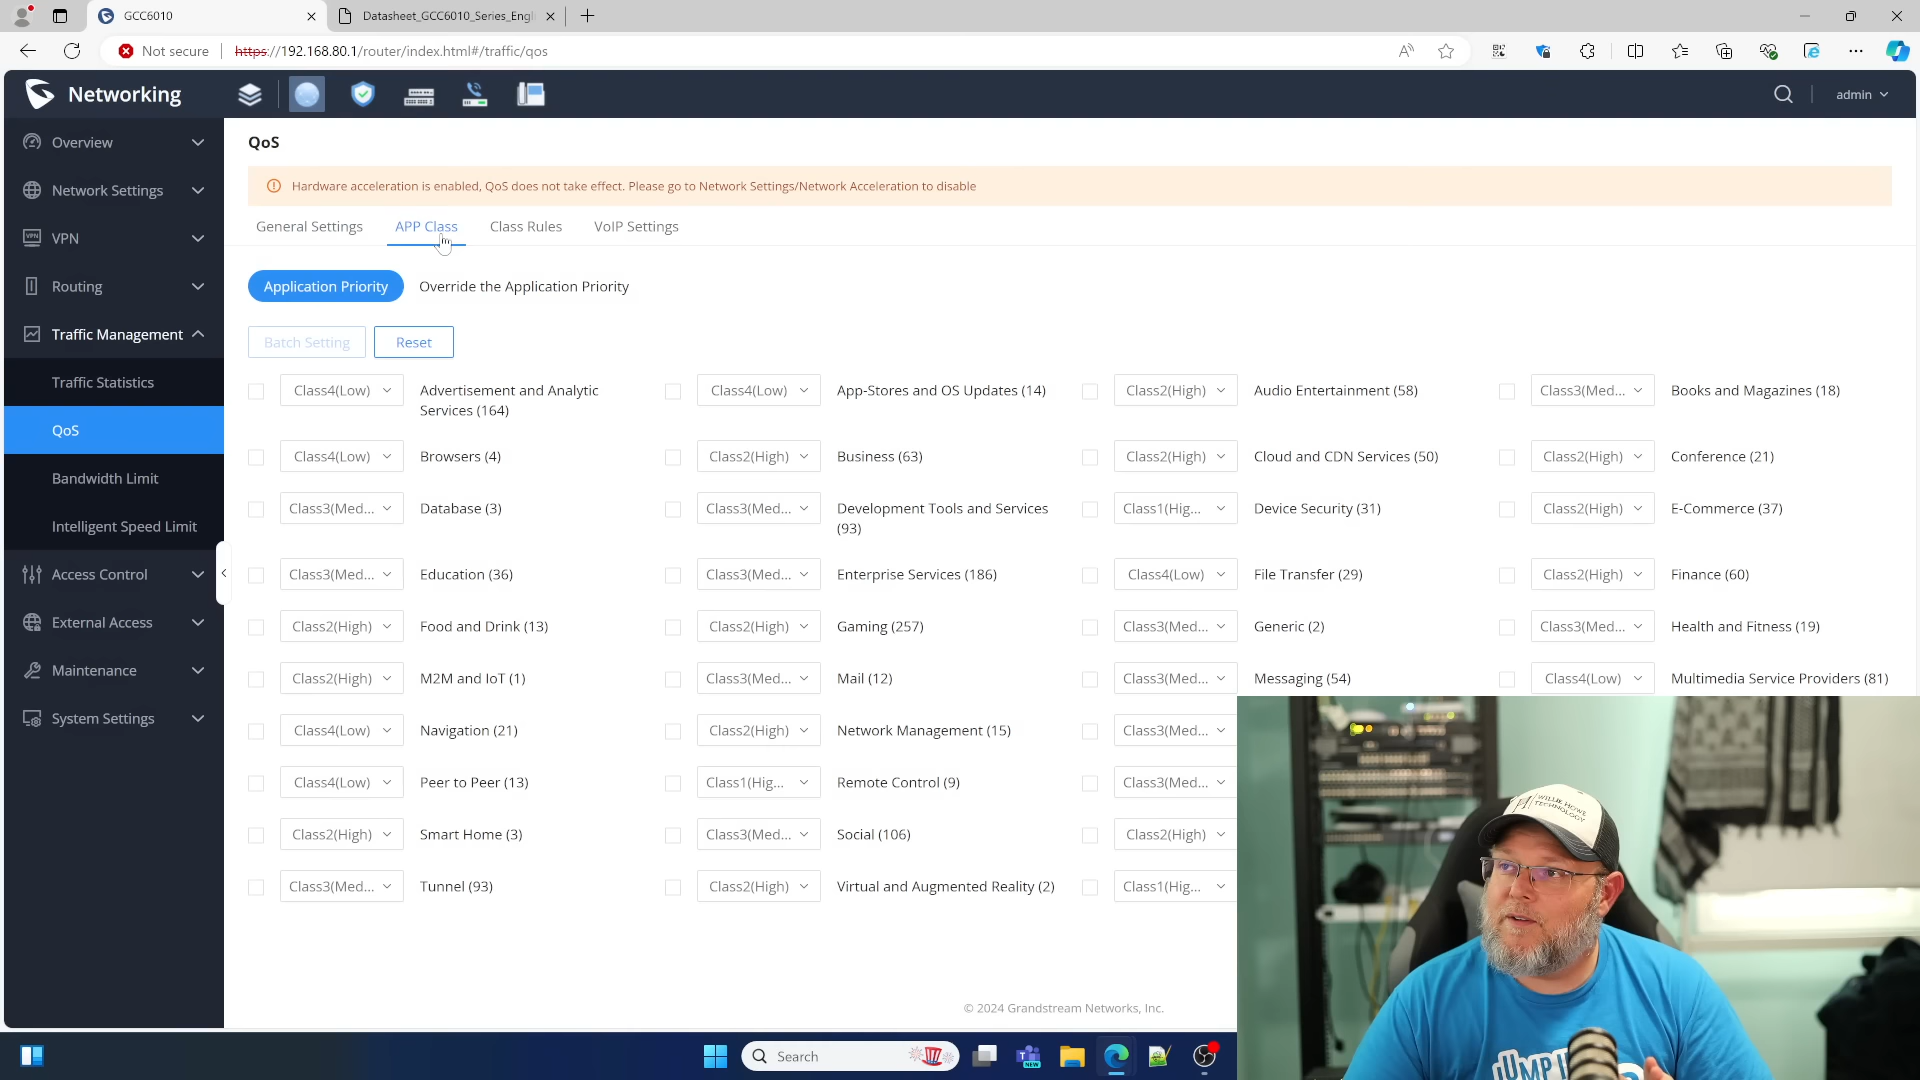 GCC6010
Datasheet_GCC6010_Series_Engl
Not secure
https://192.168.80.1/router/index.html#/traffic/qos
Networking
admin
Overview
Network Settings
VPN
Routing
Traffic Management
Traffic Statistics
QoS
Bandwidth Limit
Intelligent Speed Limit
Access Control
External Access
Maintenance
System Settings
QoS
Hardware acceleration is enabled, QoS does not take effect. Please go to Network Settings/Network Acceleration to disable
General Settings APP Class Class Rules VoIP Settings
Application Priority Override the Application Priority
Batch Setting Reset
Class4(Low) Advertisement and Analytic
Services (164)
Class4(Low) App-Stores and OS Updates (14)
Class2(High) Audio Entertainment (58)
Class3(Med... Books and Magazines (18)
Class4(Low) Browsers (4)
Class2(High) Business (63)
Class2(High) Cloud and CDN Services (50)
Class2(High) Conference (21)
Class3(Med... Database (3)
Class3(Med... Development Tools and Services
(93)
Class1(Hig... Device Security (31)
Class2(High) E-Commerce (37)
Class3(Med... Education (36)
Class3(Med... Enterprise Services (186)
Class4(Low) File Transfer (29)
Class2(High) Finance (60)
Class2(High) Food and Drink (13)
Class2(High) Gaming (257)
Class3(Med... Generic (2)
Class3(Med... Health and Fitness (19)
Class2(High) M2M and IoT (1)
Class3(Med... Mail (12)
Class3(Med... Messaging (54)
Class4(Low) Multimedia Service Providers (81)
Class4(Low) Navigation (21)
Class2(High) Network Management (15)
Class3(Med...
Class4(Low) Peer to Peer (13)
Class1(Hig... Remote Control (9)
Class3(Med...
Class2(High) Smart Home (3)
Class3(Med... Social (106)
Class2(High)
Class3(Med... Tunnel (93)
Class2(High) Virtual and Augmented Reality (2)
Class1(Hig...
© 2024 Grandstream Networks, Inc.
WILLIE HOWE
TECHNOLOGY
Search
NEW